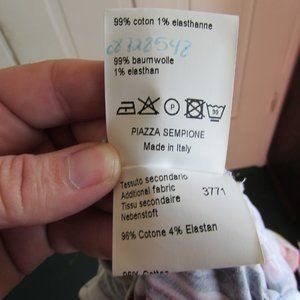 99% coton 1% elasthanne
99% baumwolle
1% elasthan
P
30
PIAZZA SEMPIONE
Made in Italy
Tessuto secondario
Additional fabric
3771
Tissu secondaire
Nebenstoff
96% Cotone 4% Elastan